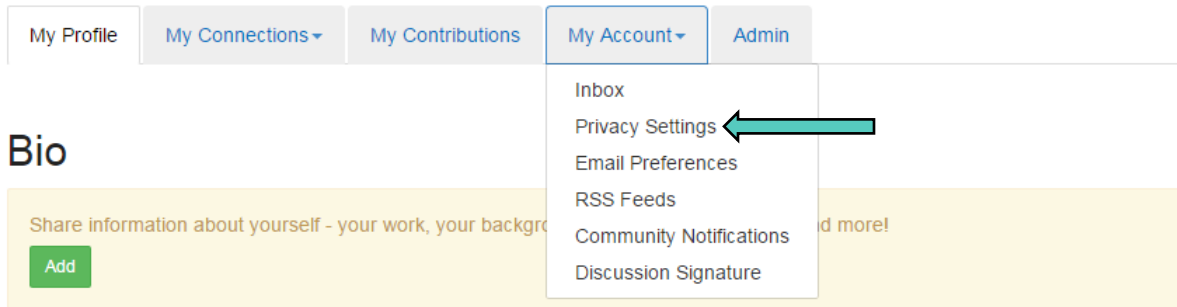 My Profile My Connections My Contributions My Account Admin
Inbox
Privacy Settings
Bio
Email Preferences
RSS Feeds
Share information about yourself - your work, your more!
Community Notifications
Add
Discussion Signature